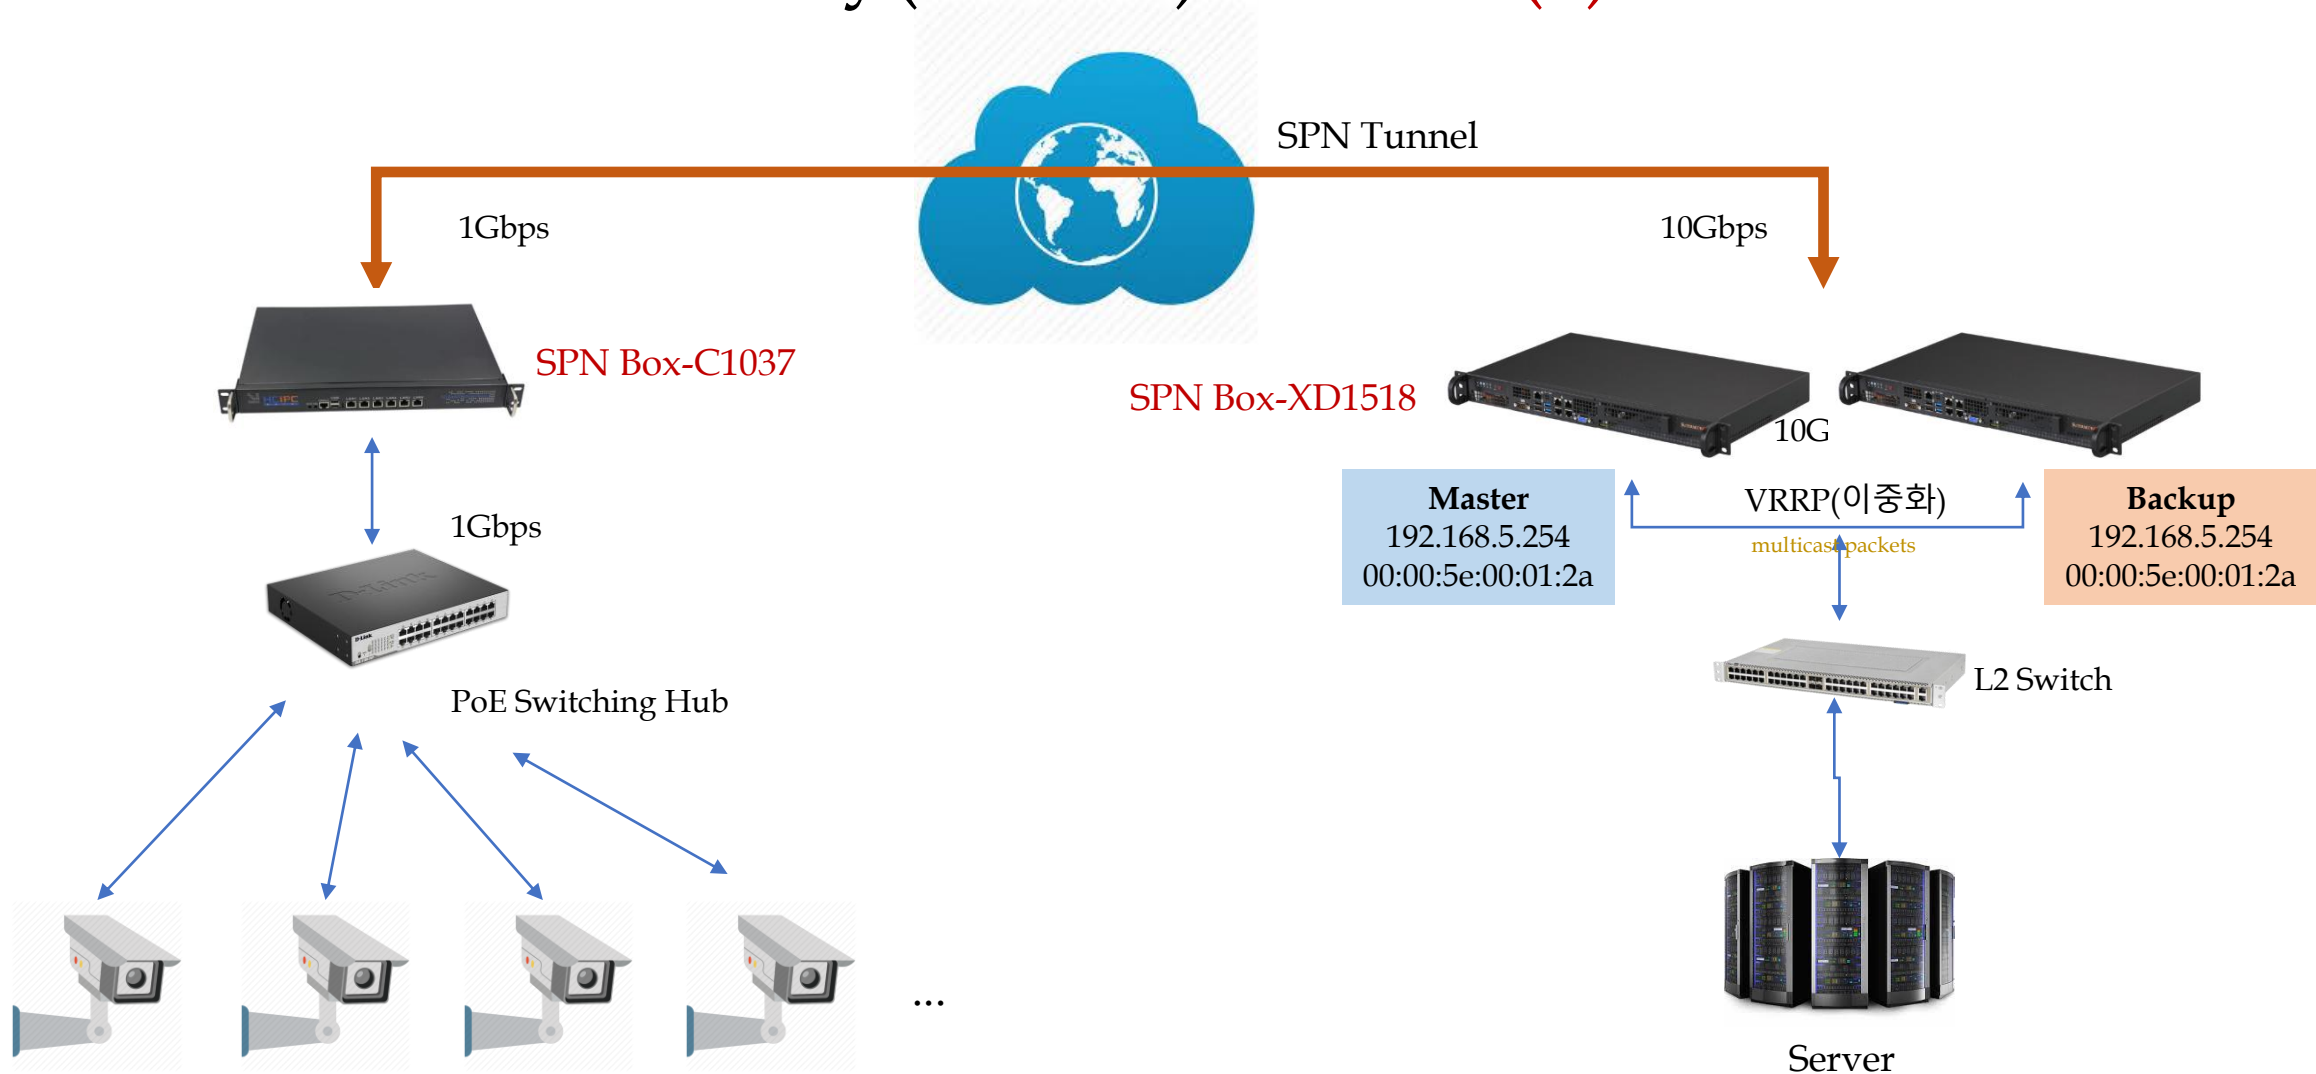 SPN Tunnel
1Gbps
10Gbps
SPN Box-C1037
SPN Box-XD1518
10G
Master
192.168.5.254
00:00:5e:00:01:2a
VRRP(이중화)
multicast packets
Backup
192.168.5.254
00:00:5e:00:01:2a
1Gbps
D-Link
PoE Switching Hub
L2 Switch
...
Server